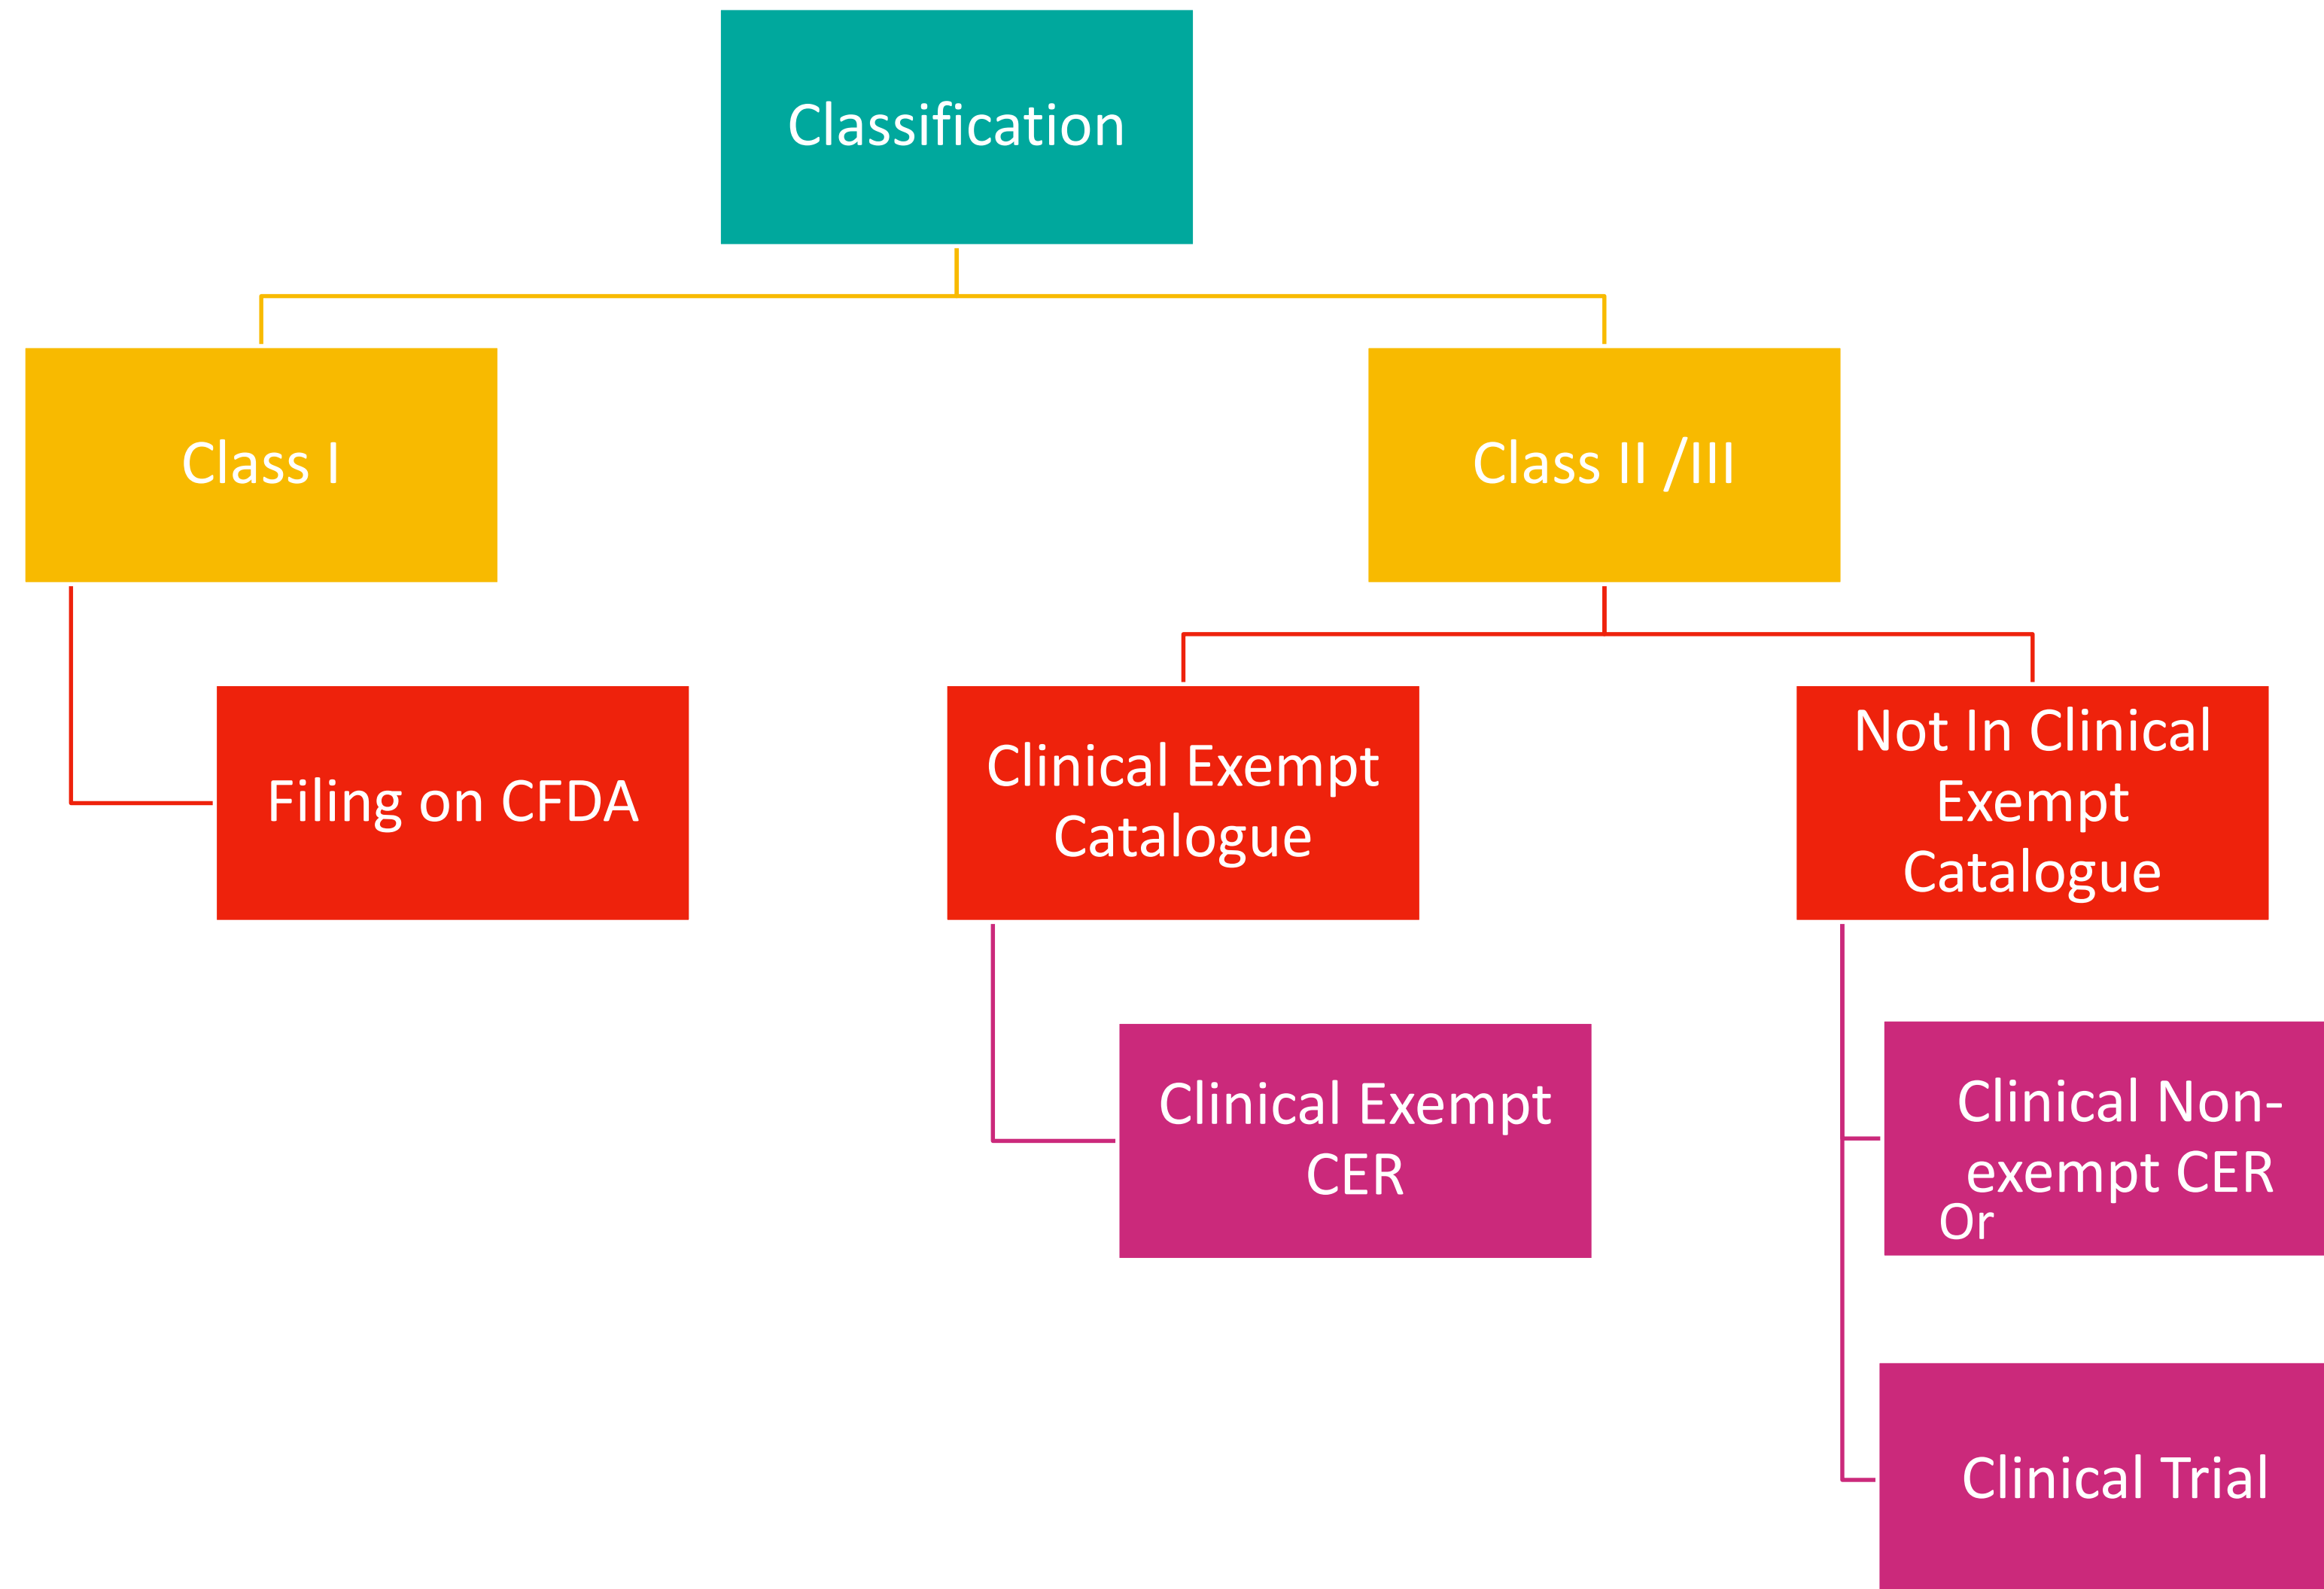 Classification
Class I
Class II /III
Filing on CFDA
Clinical Exempt
Catalogue
Not In Clinical
Exempt
Catalogue
Clinical Exempt
CER
Clinical Non-
exempt CER
Or
Clinical Trial